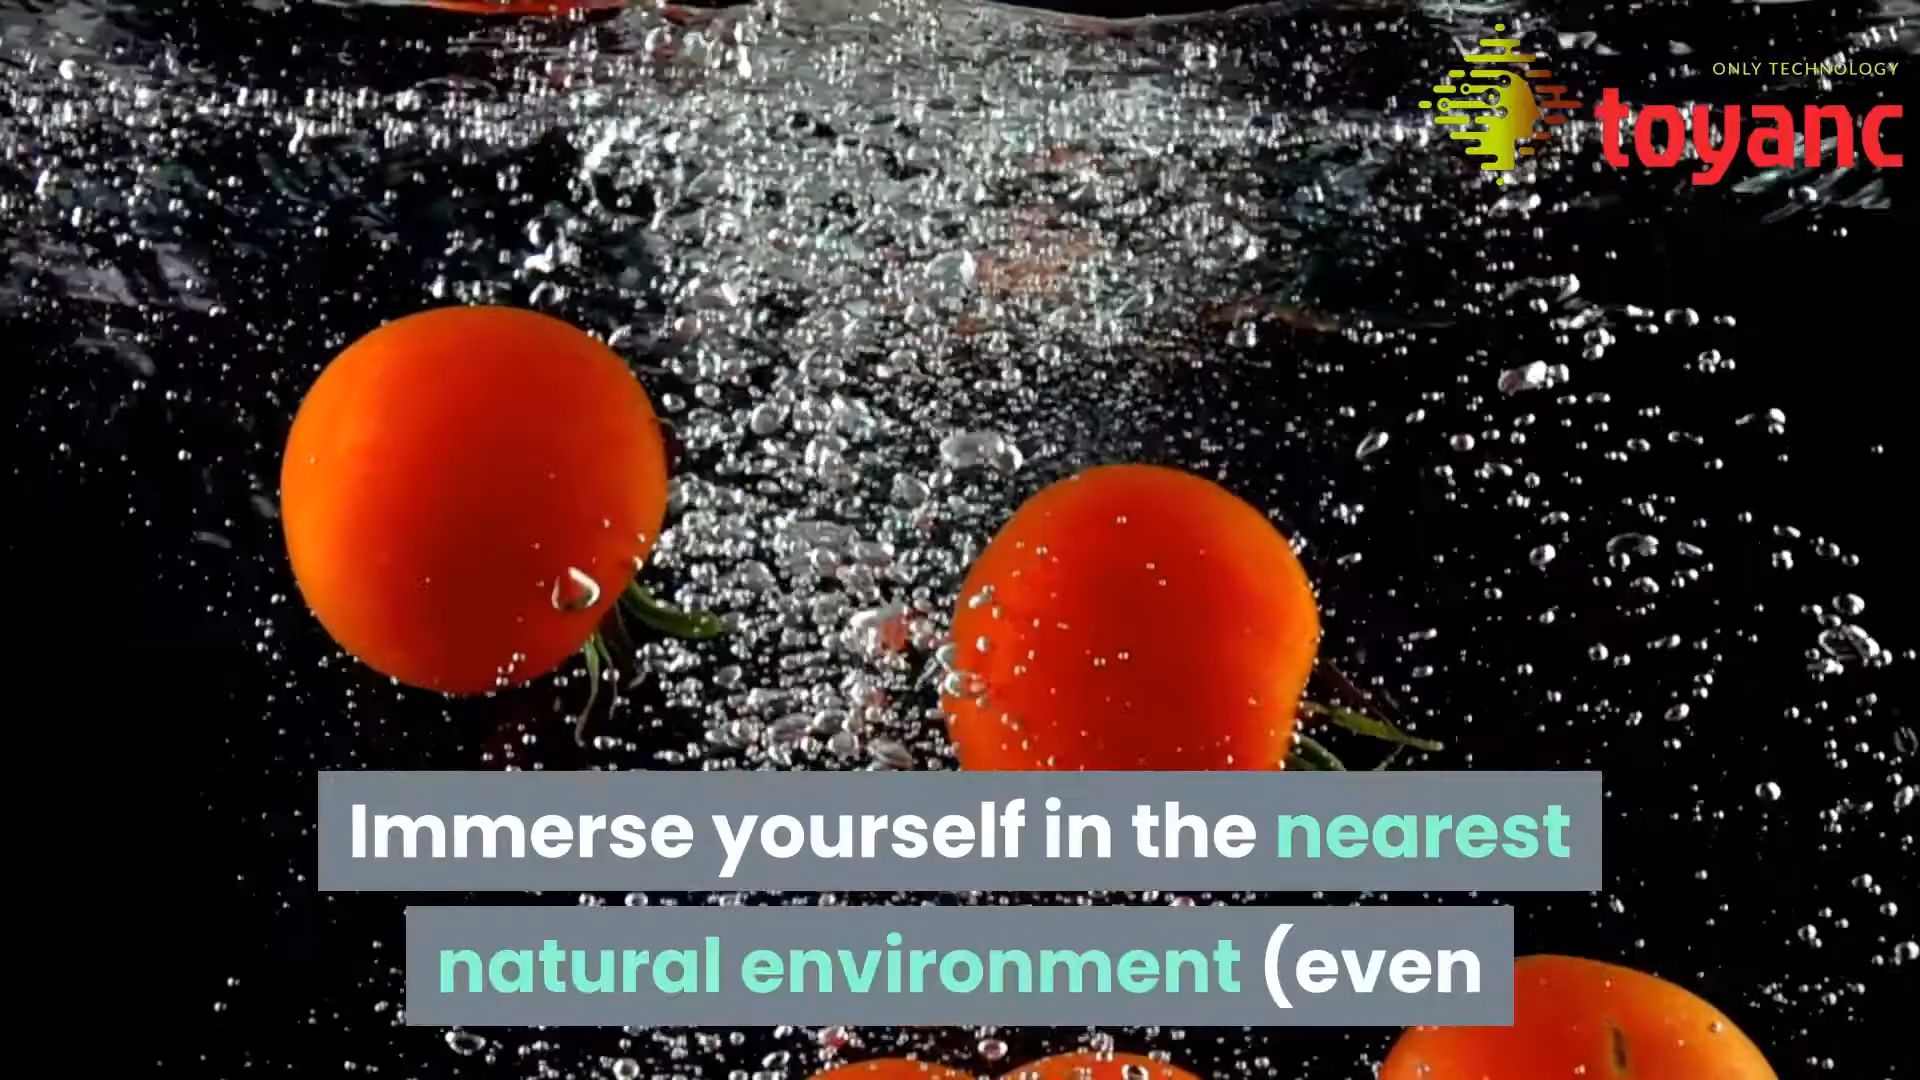 ONLY TECHNOLOGY
toyanc
Immerse yourself in the nearest
natural environment (even